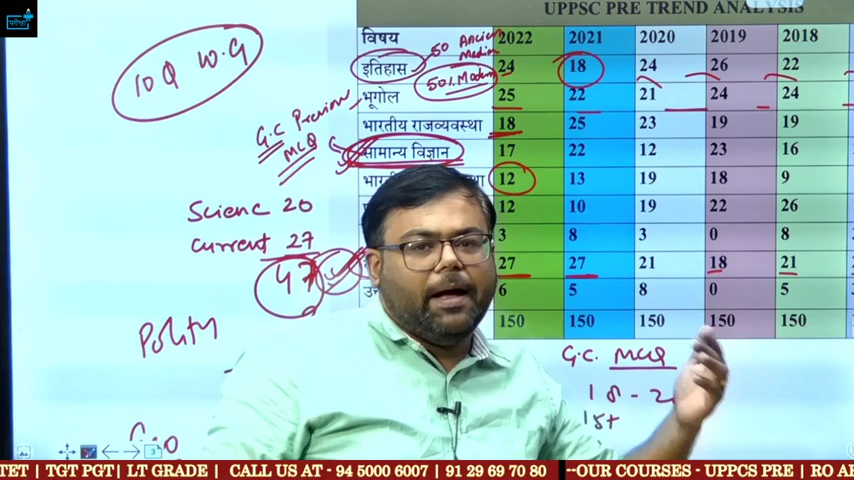 परीक्षा
UPPSC PRE TREND ANALYSIS
विषय 2022 2021 2020 2019 2018
इतिहास 24 18 24 26 22
भूगोल 25 22 21 24 24
भारतीय राजव्यवस्था 18 25 23 19 19
सामान्य विज्ञान 17 22 12 23 16
12 13 19 18 9
12 10 19 22 26
3 8 3 0 8
27 27 21 18 21
6 5 8 0 5
150 150 150 150 150
10Q W.G
50 Ancient
50% Modern
G.C Previous
MCQ
Science 20
Current 27
47
Polity
Geo
G.C. MCQ
18 - 20
3
TET | TGT PGT| LT GRADE | CALL US AT - 94 5000 6007 | 91 29 69 70 80 --OUR COURSES - UPPCS PRE | RO